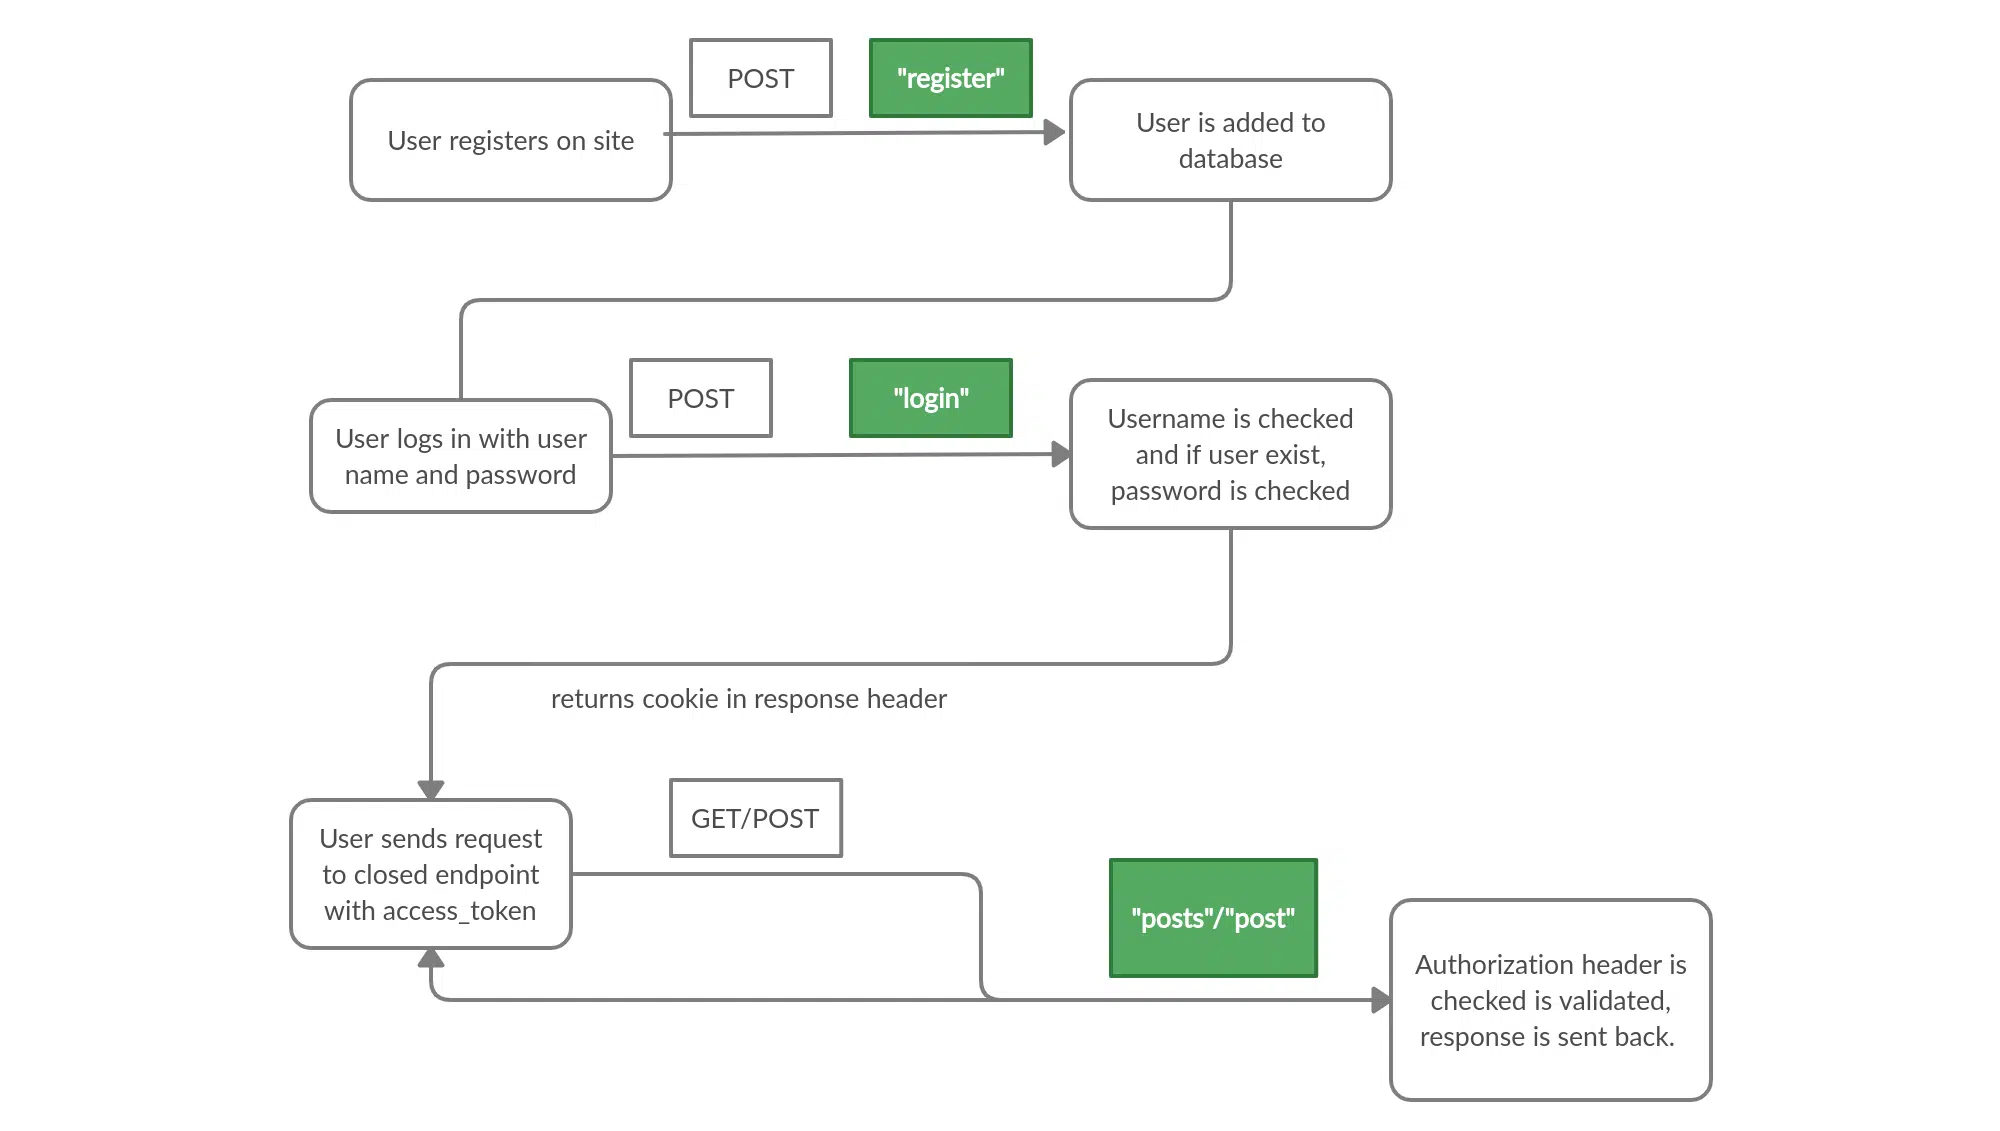 POST
"register"
User registers on site
User is added to
database
POST
"login"
User logs in with user
name and password
Username is checked
and if user exist,
password is checked
returns cookie in response header
GET/POST
User sends request
to closed endpoint
with access_token
"posts"/"post"
Authorization header is
checked is validated,
response is sent back.